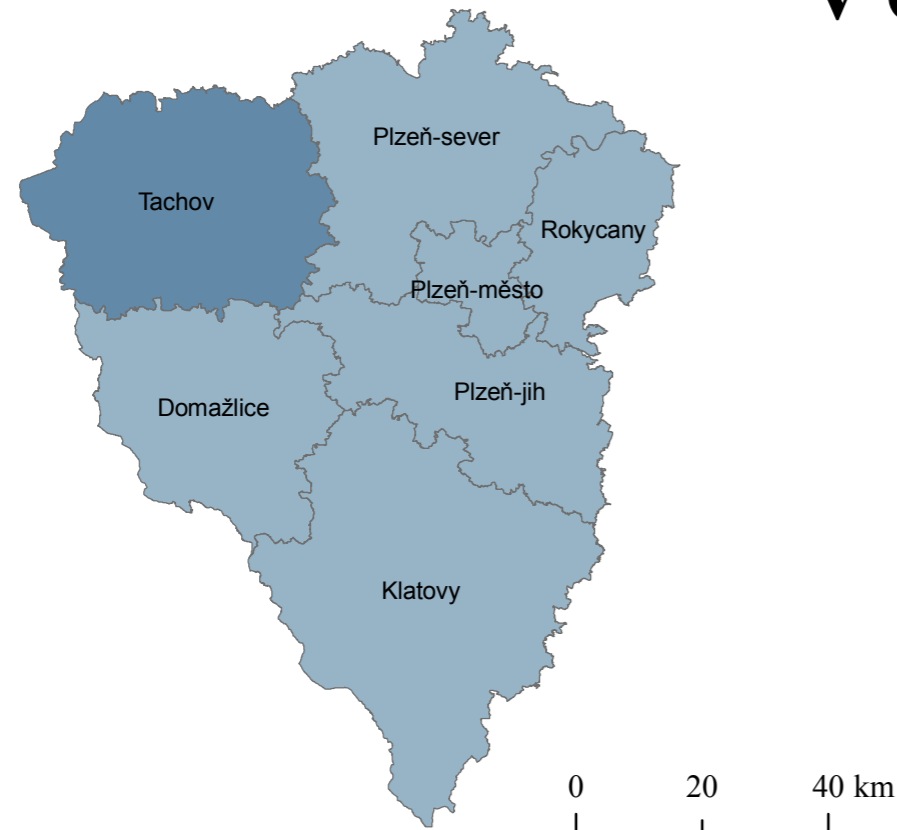 Plzeň-sever
Tachov
Rokycany
Plzeň-město
Plzeň-jih
Domažlice
Klatovy
0 20 40 km